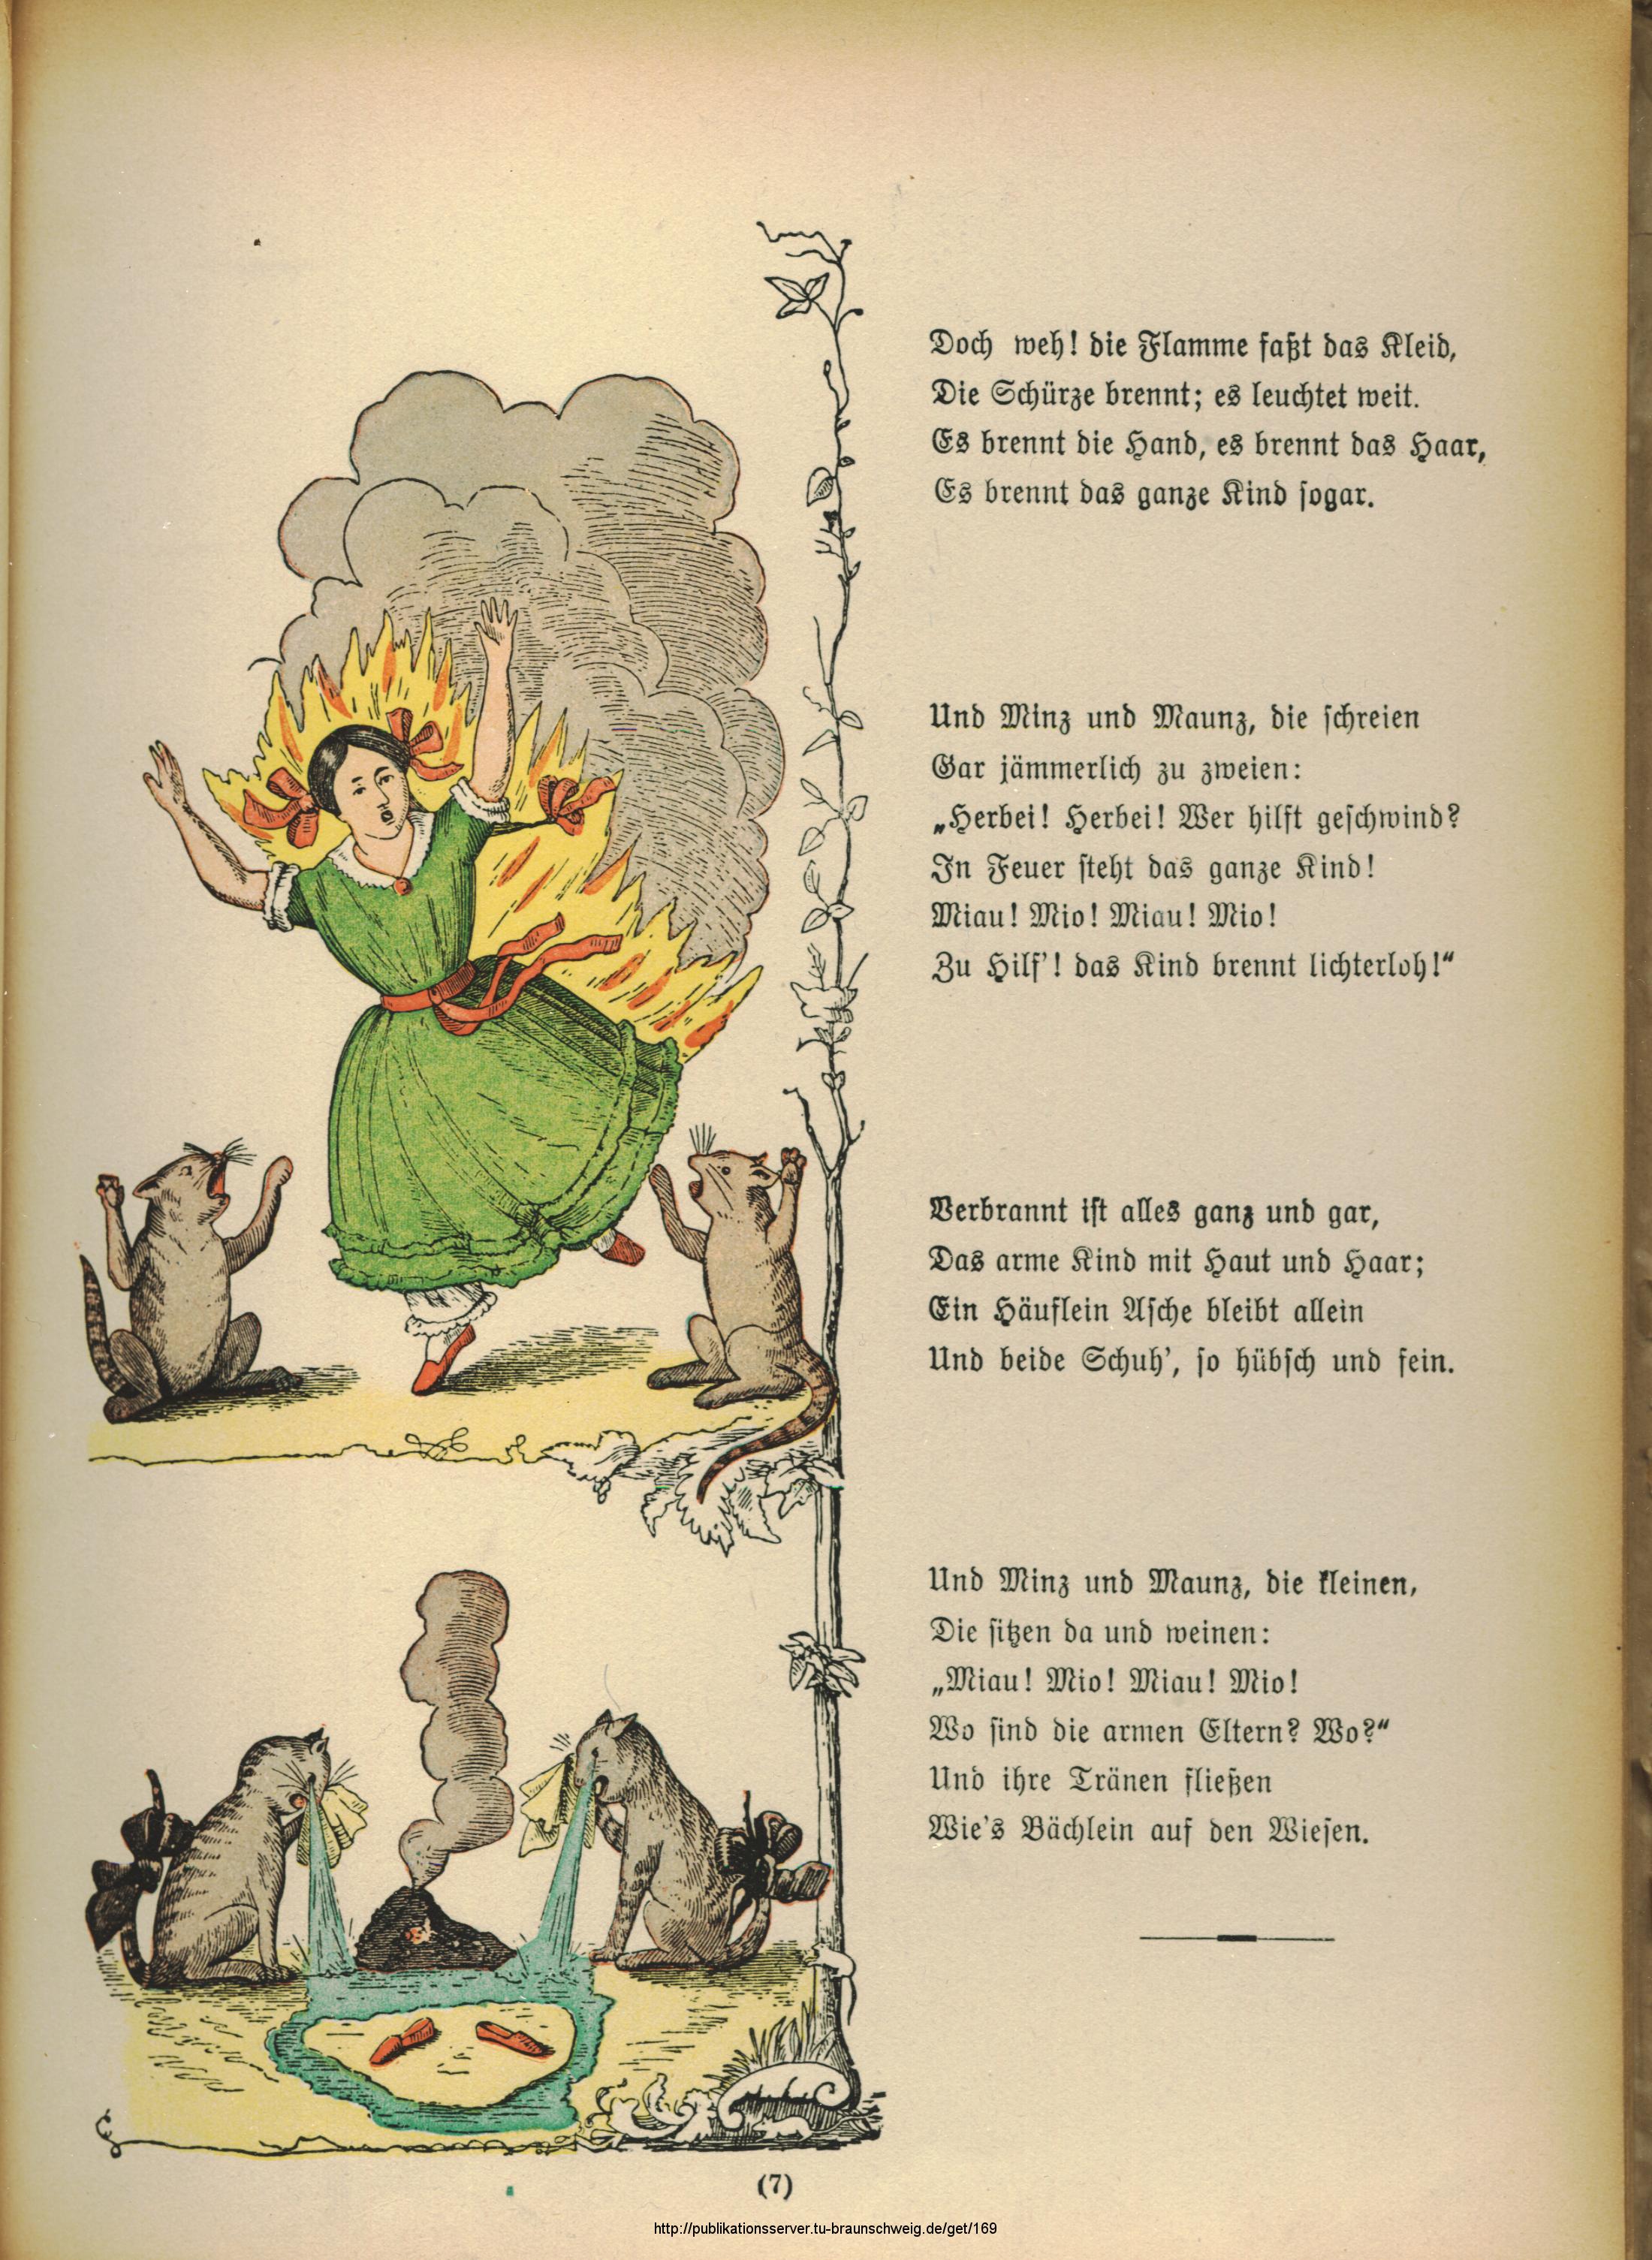 Doch weh! die Flamme faßt das Kleid,
Die Schürze brennt; es leuchtet weit.
Es brennt die Hand, es brennt das Haar,
Es brennt das ganze Kind sogar.
Und Minz und Maunz, die schreien
Gar jämmerlich zu zweien:
„Herbei! Herbei! Wer hilft geschwind?
In Feuer steht das ganze Kind!
Miau! Mio! Miau! Mio!
Zu Hilf’! das Kind brennt lichterloh!“
Verbrannt ist alles ganz und gar,
Das arme Kind mit Haut und Haar;
Ein Häuflein Asche bleibt allein
Und beide Schuh’, so hübsch und fein.
Und Minz und Maunz, die kleinen,
Die sitzen da und weinen:
„Miau! Mio! Miau! Mio!
Wo sind die armen Eltern? Wo?“
Und ihre Tränen fließen
Wie’s Bächlein auf den Wiesen.
(7)
http://publikationsserver.tu-braunschweig.de/get/169